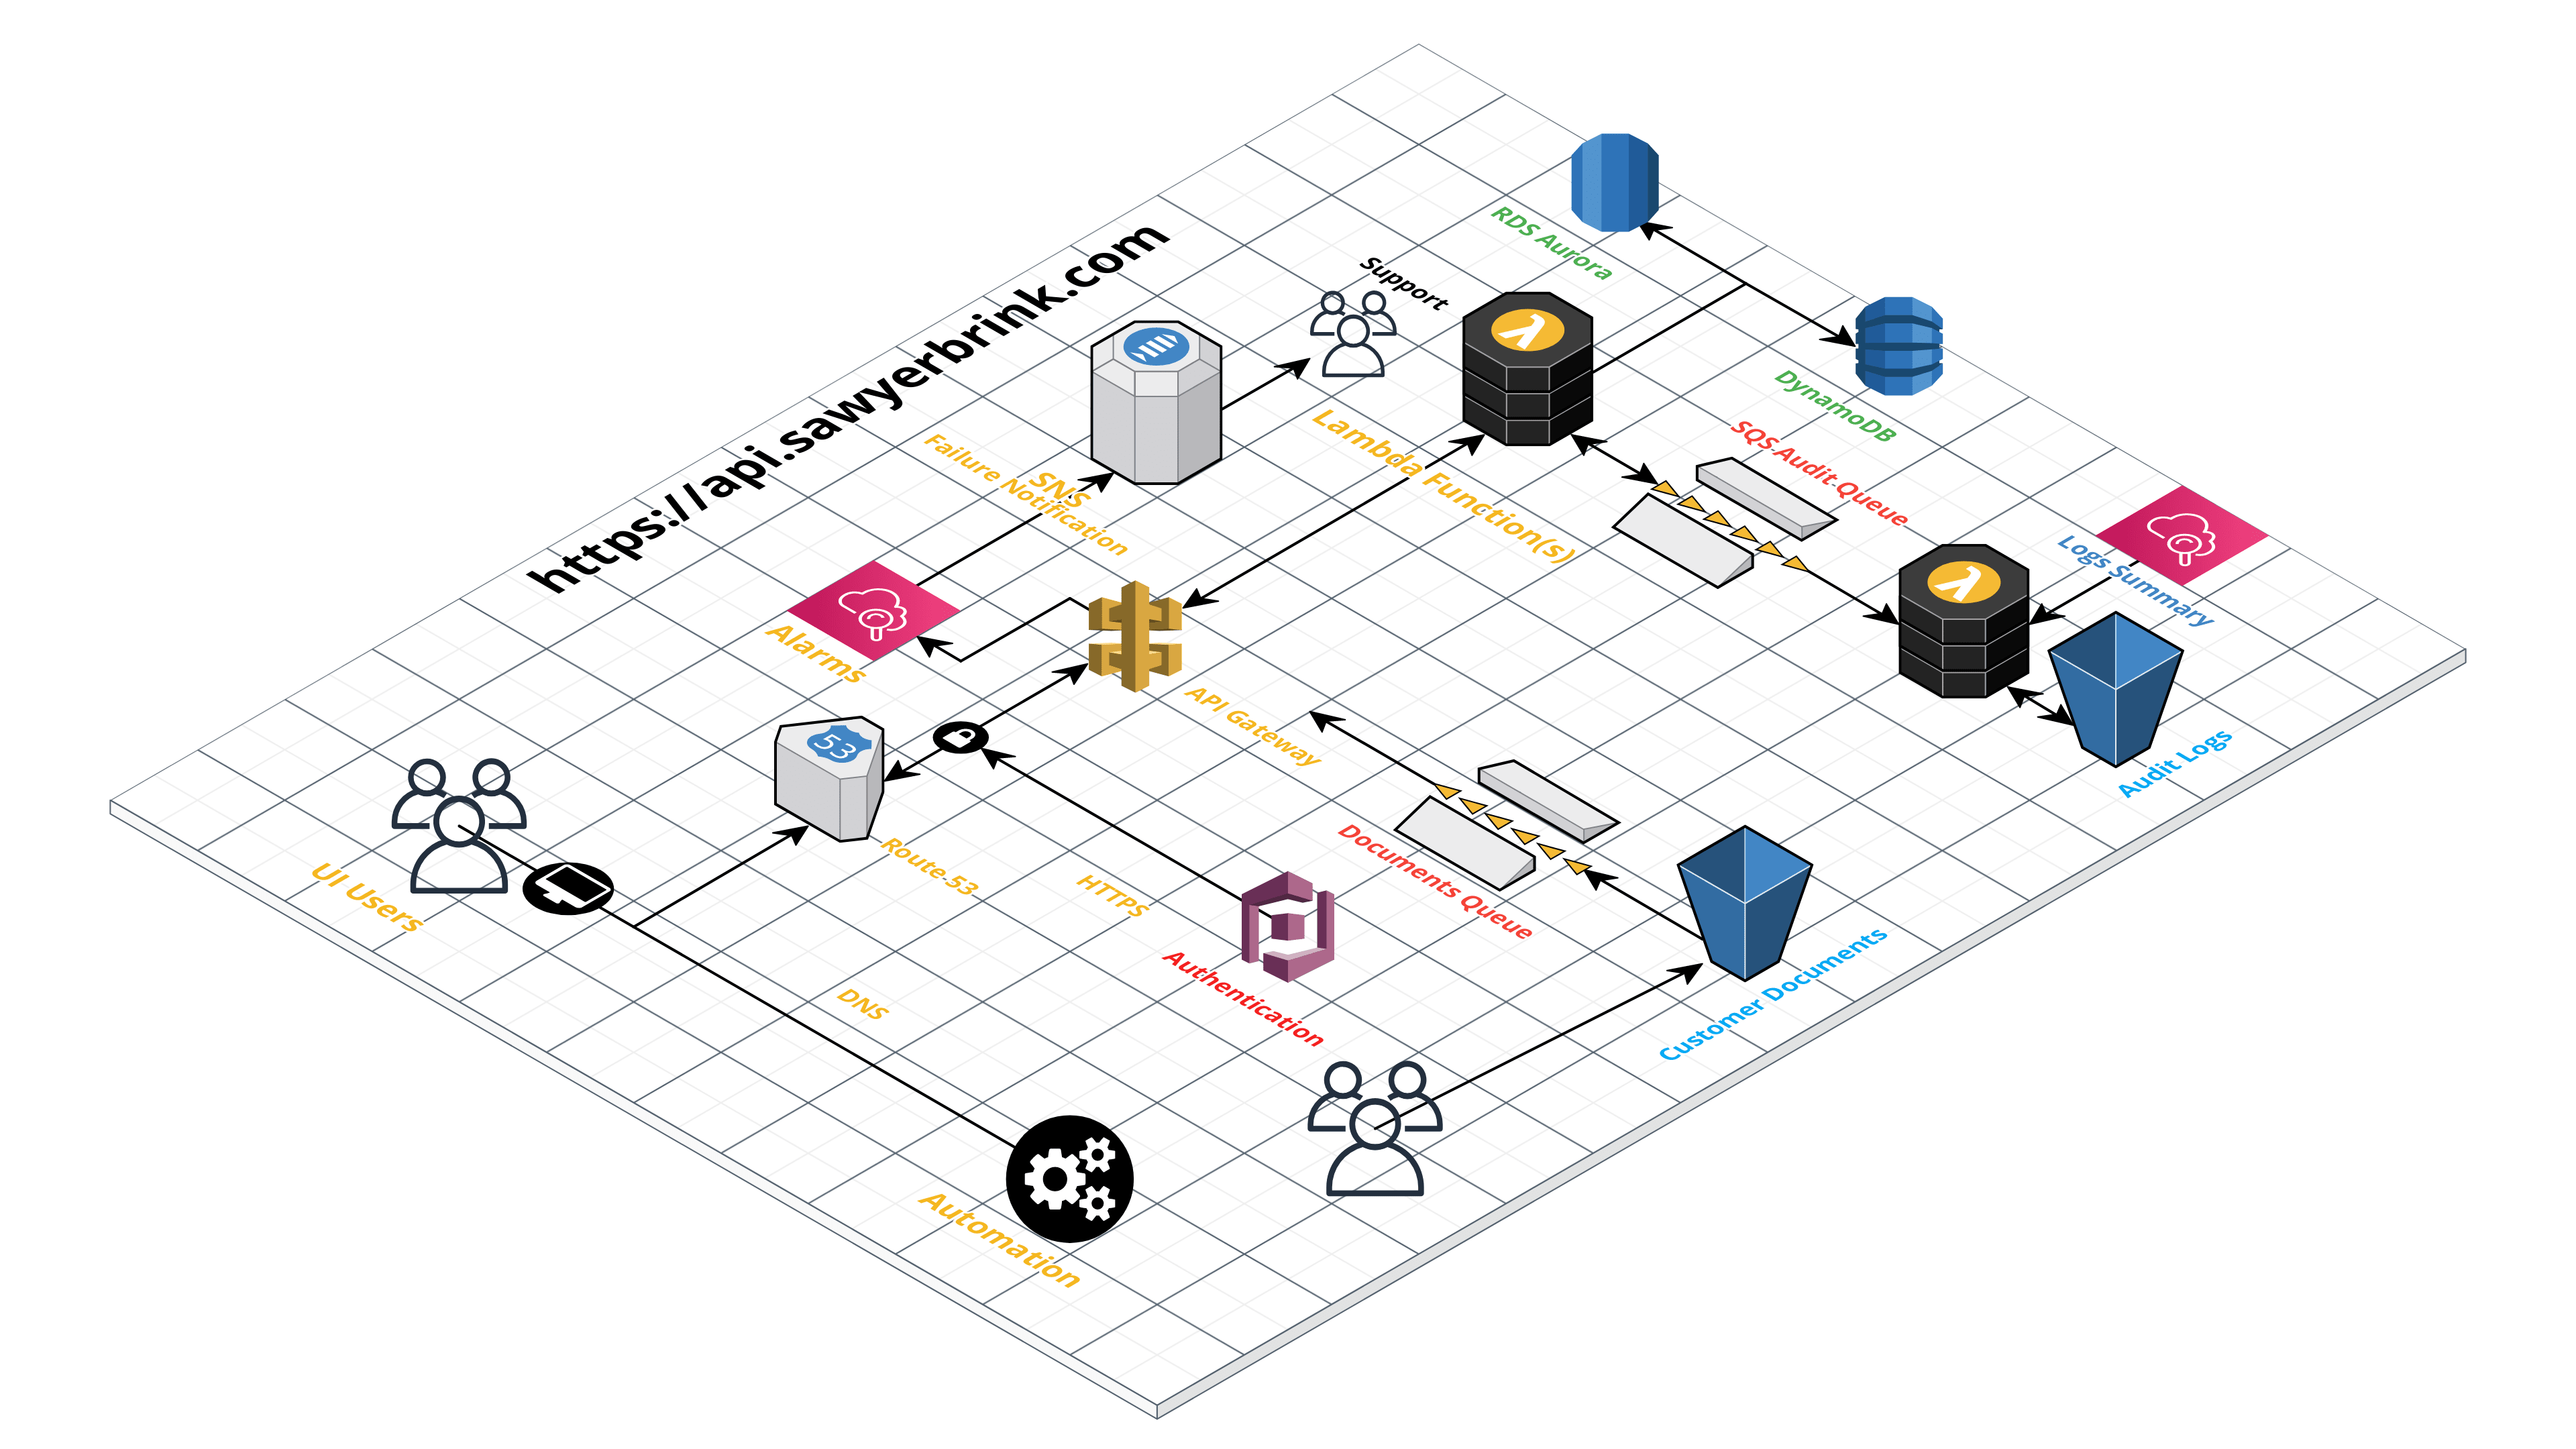 https://api.sawyerbrink.com
RDS Aurora
Support
DynamoDB
SQS Audit Queue
Lambda Function(s)
Failure Notification
SNS
Logs Summary
Alarms
API Gateway
53
Audit Logs
Route-53
HTTPS
Documents Queue
UI Users
Customer Documents
Authentication
DNS
Automation